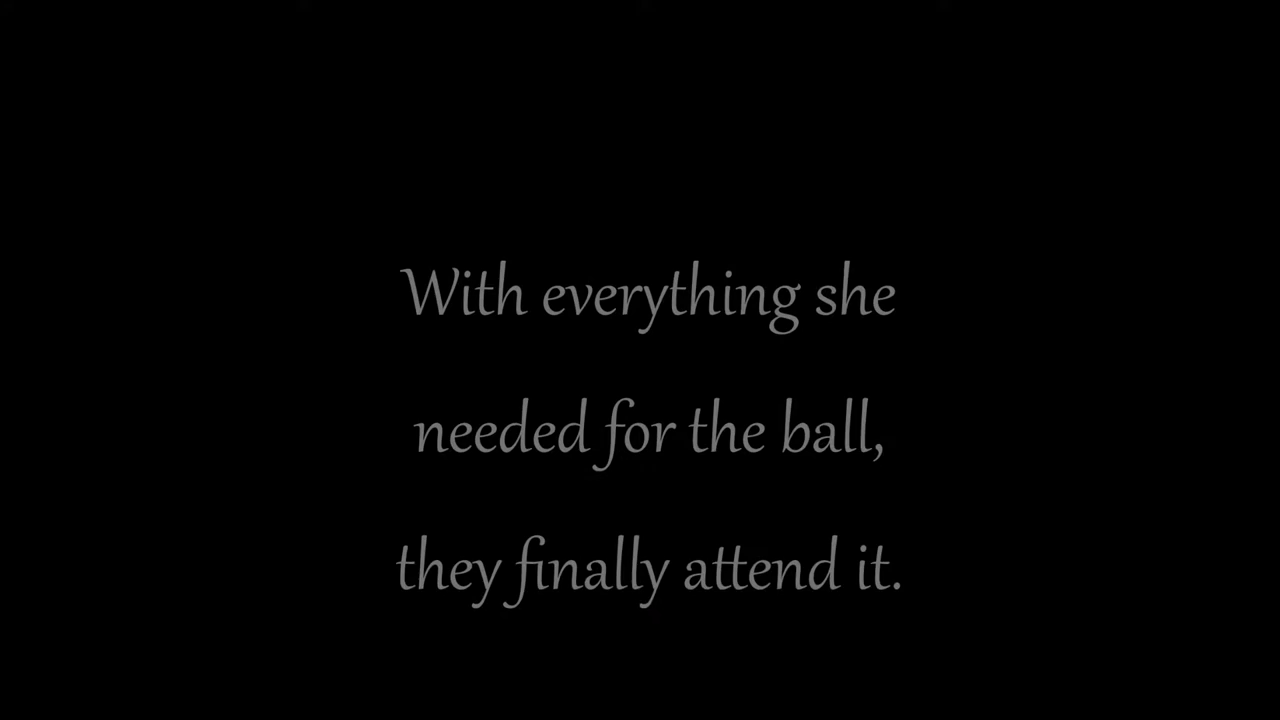 With everything she
needed for the ball,
they finally attend it.